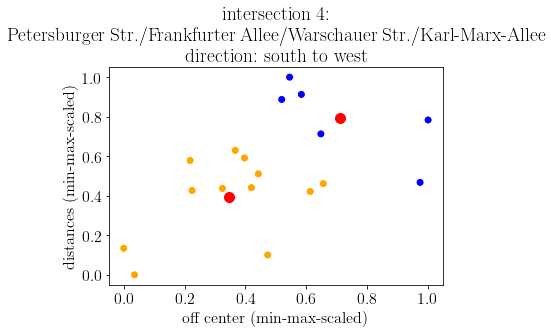 intersection 4:
Petersburger Str./Frankfurter Allee/Warschauer Str./Karl-Marx-Allee
direction: south to west
1.0
0.8
0.6
0.4
0.2
0.0
distances (min-max-scaled)
0.0 0.2 0.4 0.6 0.8 1.0
off center (min-max-scaled)